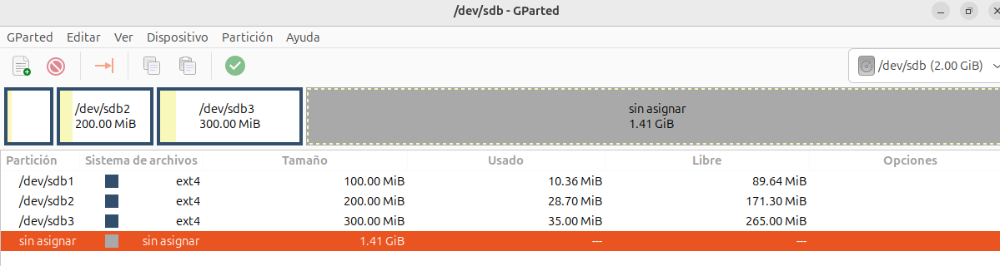 /dev/sdb - GParted
GParted Editar Ver Dispositivo Partición Ayuda
/dev/sdb (2.00 GiB)
/dev/sdb2
200.00 MiB
/dev/sdb3
300.00 MiB
sin asignar
1.41 GiB
Partición Sistema de archivos Tamaño Usado Libre Opciones
/dev/sdb1 ext4 100.00 MiB 10.36 MiB 89.64 MiB
/dev/sdb2 ext4 200.00 MiB 28.70 MiB 171.30 MiB
/dev/sdb3 ext4 300.00 MiB 35.00 MiB 265.00 MiB
sin asignar sin asignar 1.41 GiB --- ---